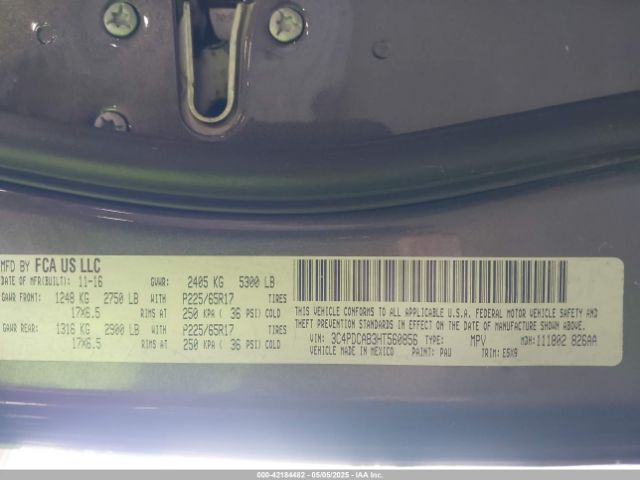 MFD BY FCA US LLC
DATE OF MFR(BUILT): 11-16 GVWR: 2405 KG 5300 LB
GAWR FRONT: 1248 KG 2750 LB WITH P225/65R17 TIRES
17X6.5 RIMS AT 250 KPA ( 36 PSI) COLD
GAWR REAR: 1316 KG 2900 LB WITH P225/65R17 TIRES
17X6.5 RIMS AT 250 KPA ( 36 PSI) COLD
THIS VEHICLE CONFORMS TO ALL APPLICABLE U.S.A. FEDERAL MOTOR VEHICLE SAFETY AND
THEFT PREVENTION STANDARDS IN EFFECT ON THE DATE OF MANUFACTURE SHOWN ABOVE.
VIN: 3C4PDCAB3HT560856 TYPE: MPV MDH: 111802 826AA
VEHICLE MADE IN MEXICO PAINT: PAU TRIM: E5X9
000-42184482 - 05/05/2025 - IAA Inc.